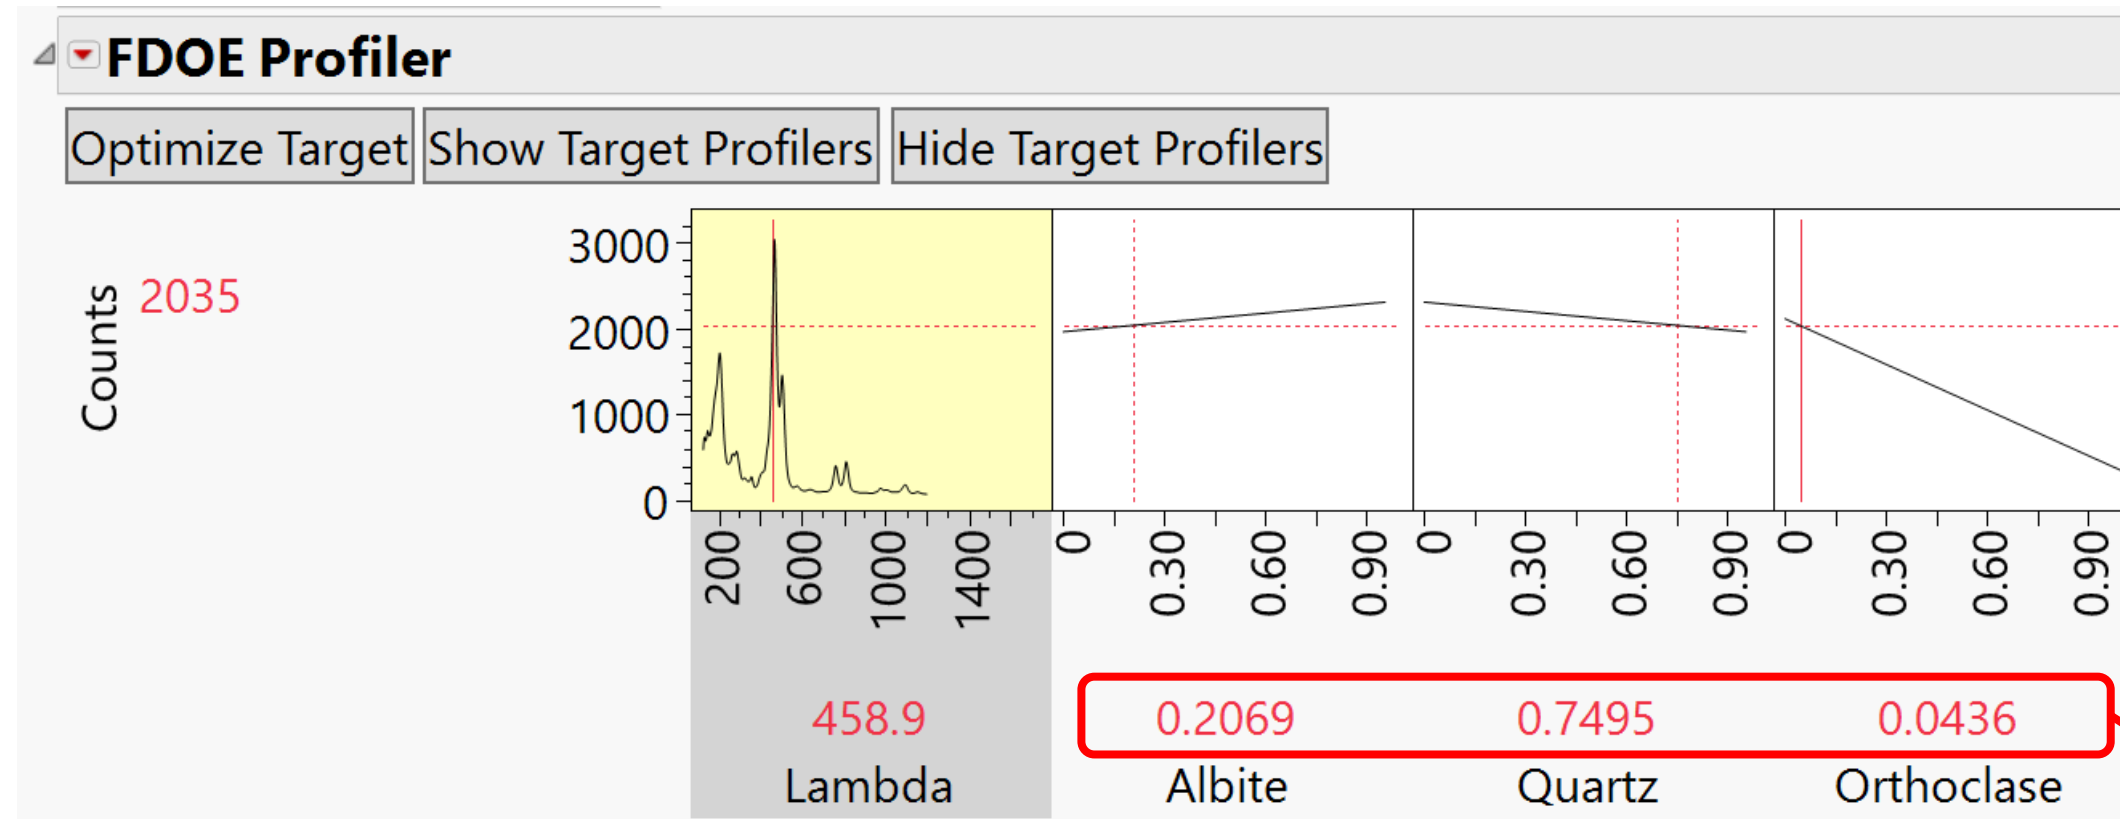 FDOE Profiler
Optimize Target Show Target Profilers Hide Target Profilers
Counts
2035
3000
2000
1000
0
200 600 1000 1400 0 0.30 0.60 0.90 0 0.30 0.60 0.90 0 0.30 0.60 0.90
458.9 0.2069 0.7495 0.0436
Lambda Albite Quartz Orthoclase